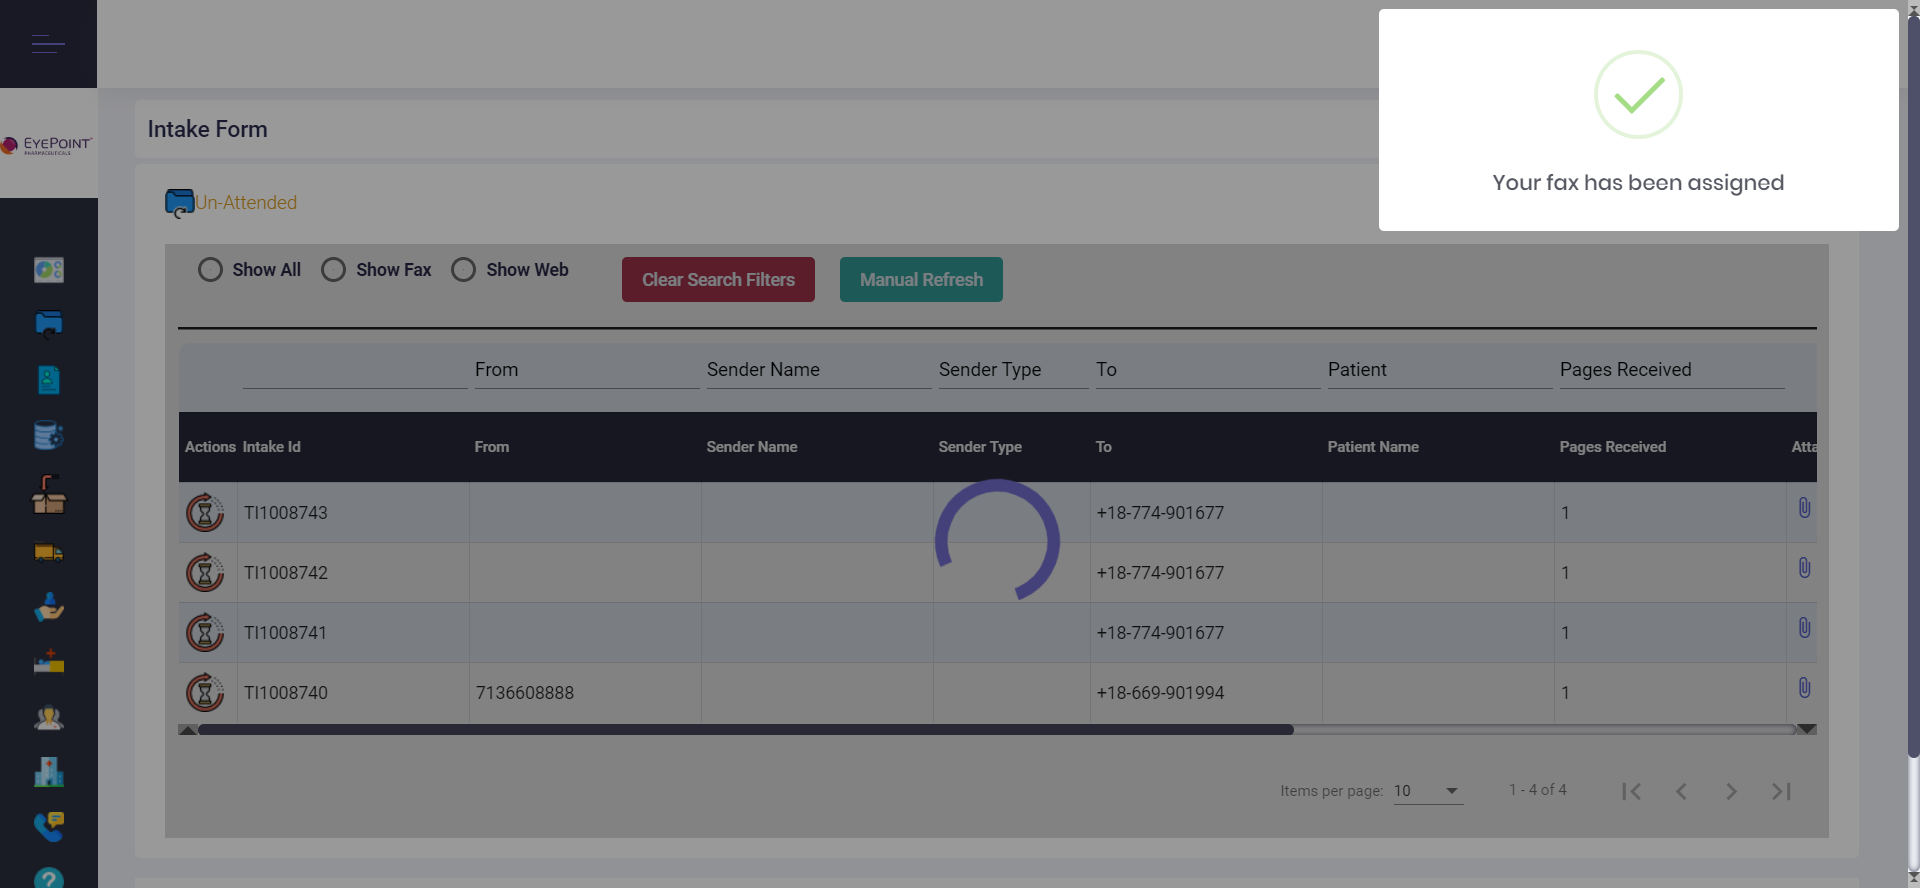 EYEPOINT
PHARMACEUTICALS
Intake Form
Your fax has been assigned
Un-Attended
Show All Show Fax Show Web Clear Search Filters Manual Refresh
From Sender Name Sender Type To Patient Pages Received
Actions Intake Id From Sender Name Sender Type To Patient Name Pages Received Atta
TI1008743 +18-774-901677 1
TI1008742 +18-774-901677 1
TI1008741 +18-774-901677 1
TI1008740 7136608888 +18-669-901994 1
Items per page: 10 1 - 4 of 4
?